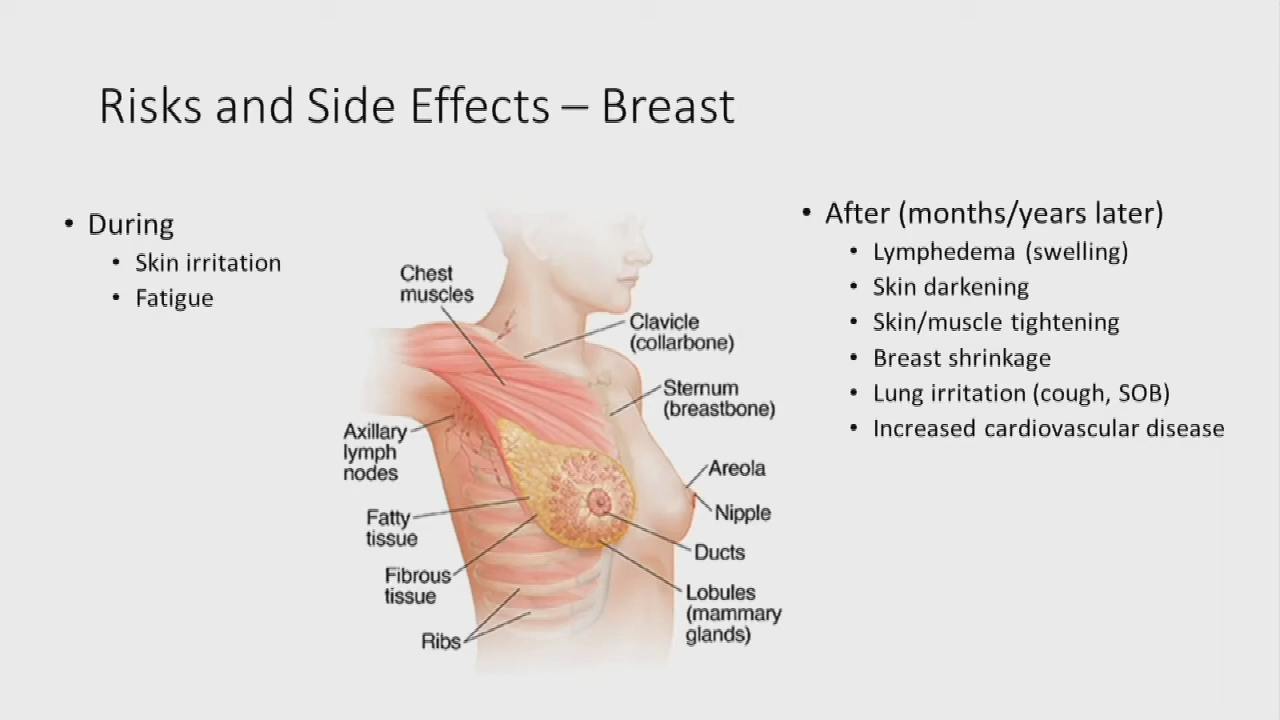 Risks and Side Effects – Breast
• During
• Skin irritation
• Fatigue
Chest
muscles
Clavicle
(collarbone)
Sternum
(breastbone)
Axillary
lymph
nodes
Areola
Nipple
Fatty
tissue
Ducts
Fibrous
tissue
Lobules
(mammary
glands)
Ribs
• After (months/years later)
• Lymphedema (swelling)
• Skin darkening
• Skin/muscle tightening
• Breast shrinkage
• Lung irritation (cough, SOB)
• Increased cardiovascular disease